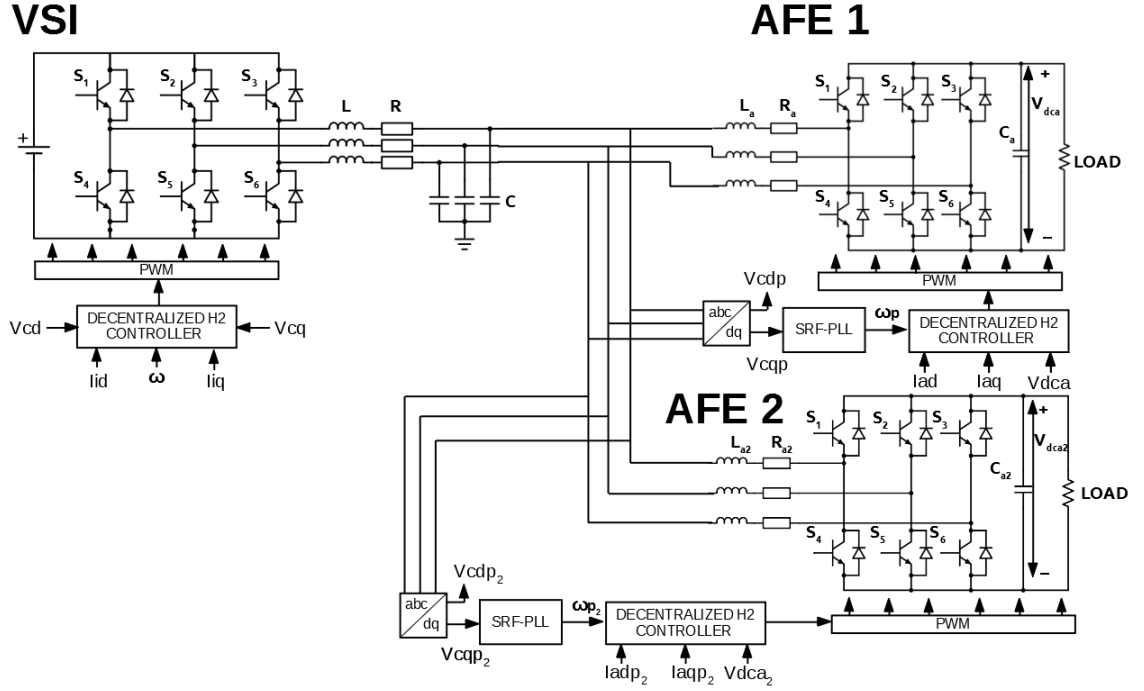 VSI
AFE 1
S1 S2 S3
S4 S5 S6
+
L R
C
PWM
DECENTRALIZED H2
CONTROLLER
Vcd
Vcq
Iid ω Iiq
La Ra
S1 S2 S3
S4 S5 S6
Ca
+
Vdca
−
LOAD
PWM
abc
dq
Vcdp
Vcqp
SRF-PLL
ωp
DECENTRALIZED H2
CONTROLLER
Iad Iaq Vdca
AFE 2
La2 Ra2
S1 S2 S3
S4 S5 S6
Ca2
+
Vdca2
−
LOAD
PWM
abc
dq
Vcdp2
Vcqp2
SRF-PLL
ωp2
DECENTRALIZED H2
CONTROLLER
Iadp2 Iaqp2 Vdca2